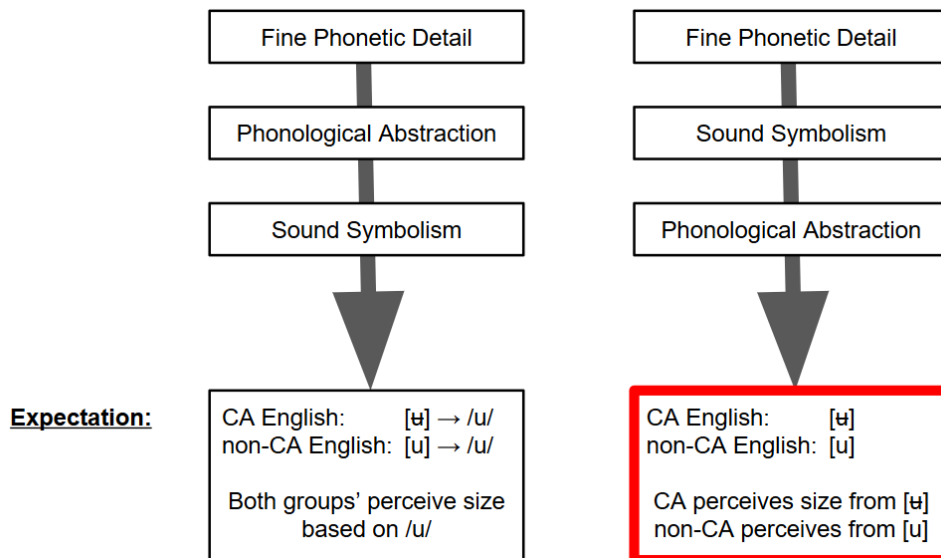 Fine Phonetic Detail
Phonological Abstraction
Sound Symbolism
Fine Phonetic Detail
Sound Symbolism
Phonological Abstraction
Expectation:
CA English: [ʉ] → /u/
non-CA English: [u] → /u/
Both groups’ perceive size
based on /u/
CA English: [ʉ]
non-CA English: [u]
CA perceives size from [ʉ]
non-CA perceives from [u]